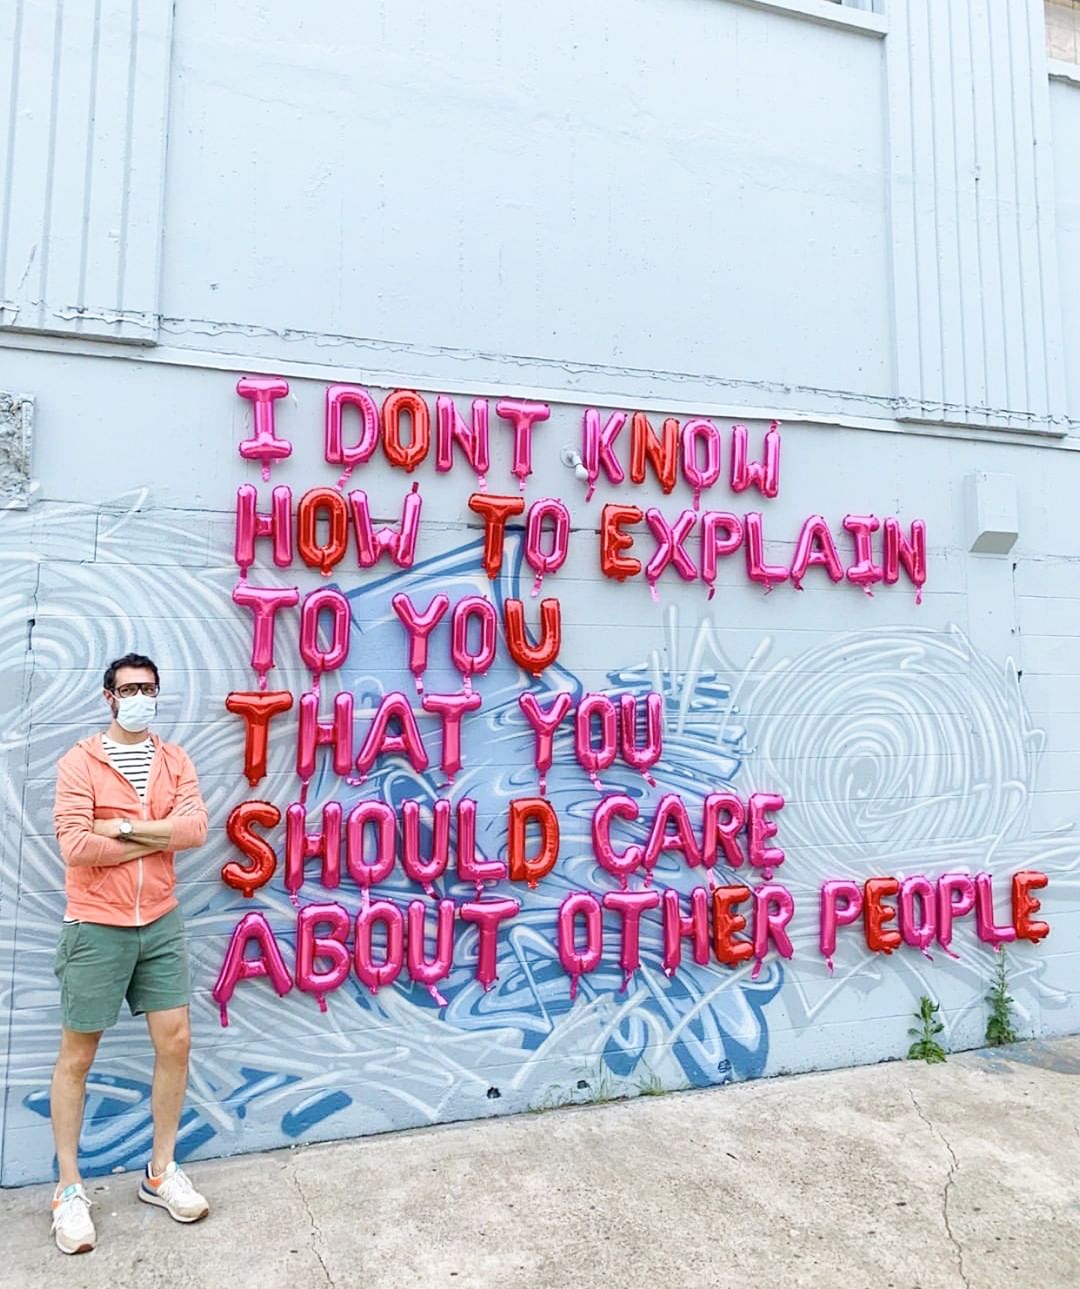 I DONT KNOW
HOW TO EXPLAIN
TO YOU
THAT YOU
SHOULD CARE
ABOUT OTHER PEOPLE